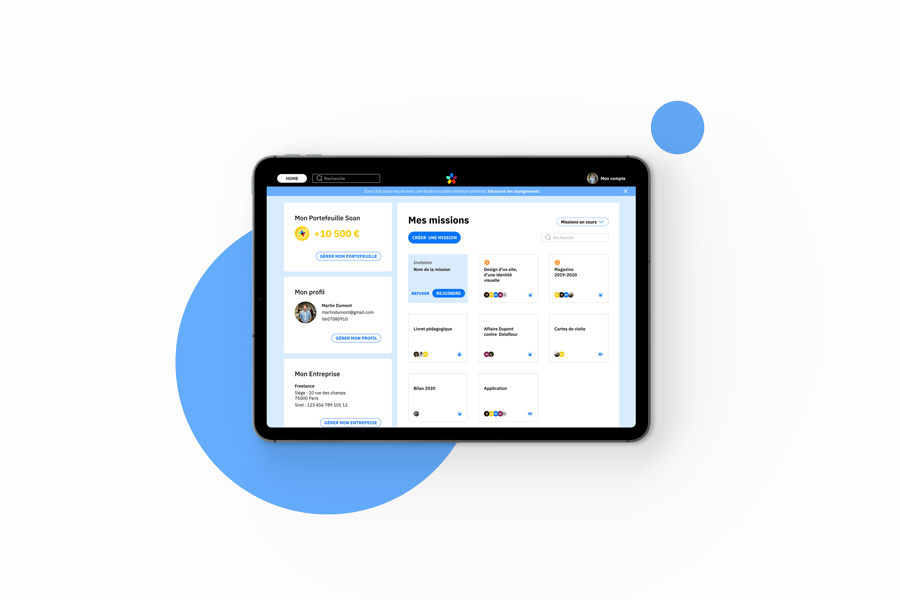 HOME
Recherche
Mon compte
Soan fait peau neuve avec une toute nouvelle interface optimisé. Découvrir les changements
Mon Portefeuille Soan
+10 500 €
GÉRER MON PORTEFEUILLE
Mon profil
Martin Dumont
martindumont@gmail.com
0607080910
GÉRER MON PROFIL
Mon Entreprise
Freelance
Siège : 10 rue des champs
75000 Paris
Siret : 123 456 789 101 12
GÉRER MON ENTREPRISE
Mes missions
Missions en cours
CRÉER UNE MISSION
Recherche
Invitation
Nom de la mission
REFUSER
REJOINDRE
Design d'un site,
d'une identité
visuelle
Magazine
2019-2020
Livret pédagogique
Affaire Dupont
contre Delafleur
Cartes de visite
Bilan 2020
Application